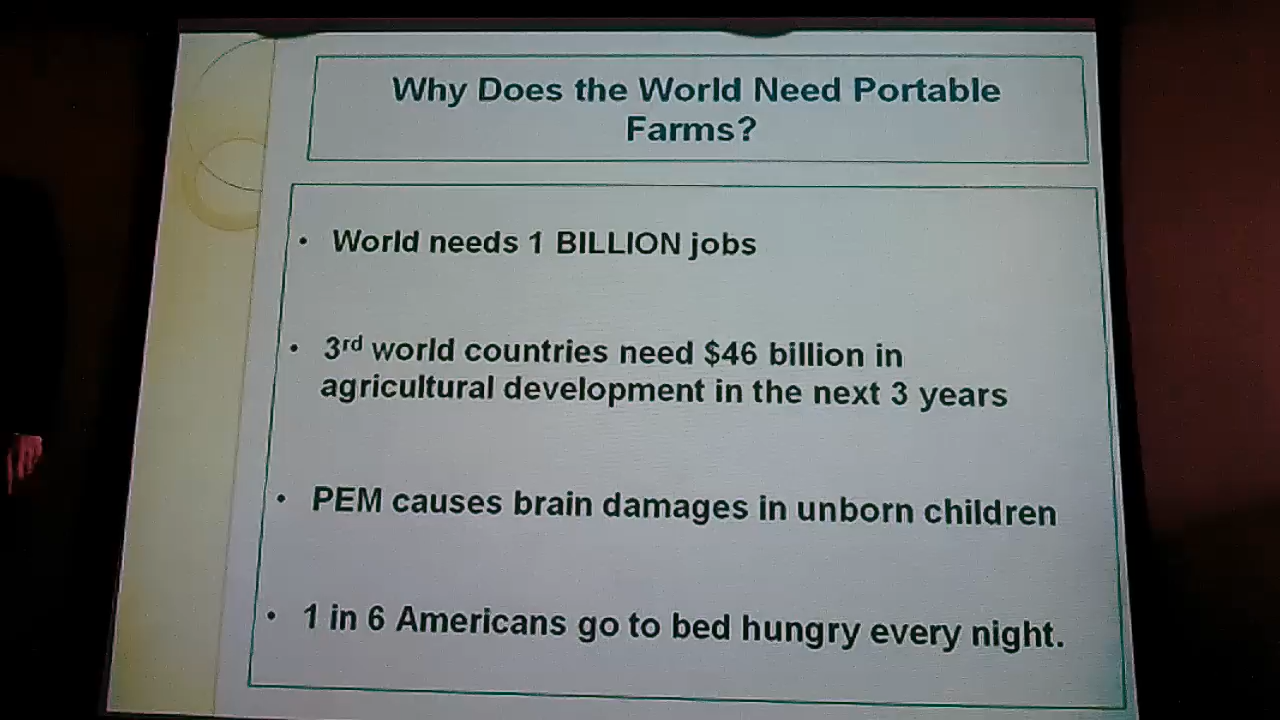 Why Does the World Need Portable
Farms?
• World needs 1 BILLION jobs
• 3rd world countries need $46 billion in
agricultural development in the next 3 years
• PEM causes brain damages in unborn children
• 1 in 6 Americans go to bed hungry every night.